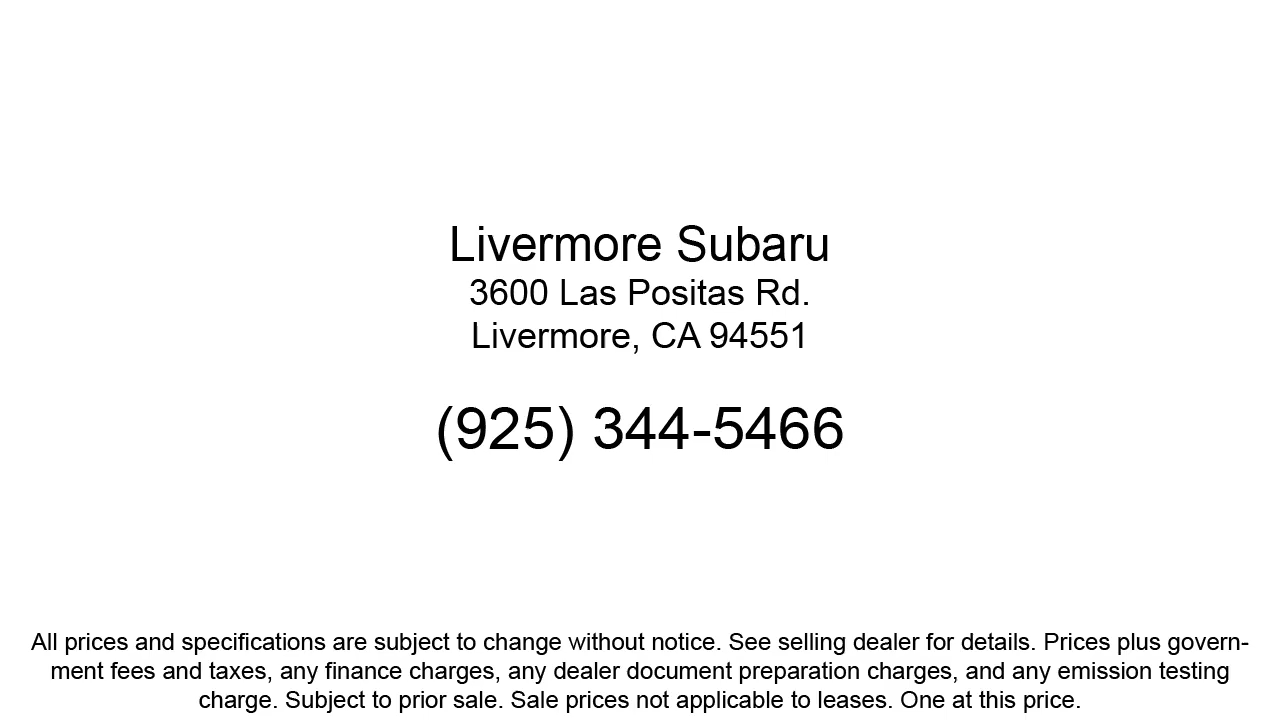 Livermore Subaru
3600 Las Positas Rd.
Livermore, CA 94551
(925) 344-5466
All prices and specifications are subject to change without notice. See selling dealer for details. Prices plus govern-
ment fees and taxes, any finance charges, any dealer document preparation charges, and any emission testing
charge. Subject to prior sale. Sale prices not applicable to leases. One at this price.